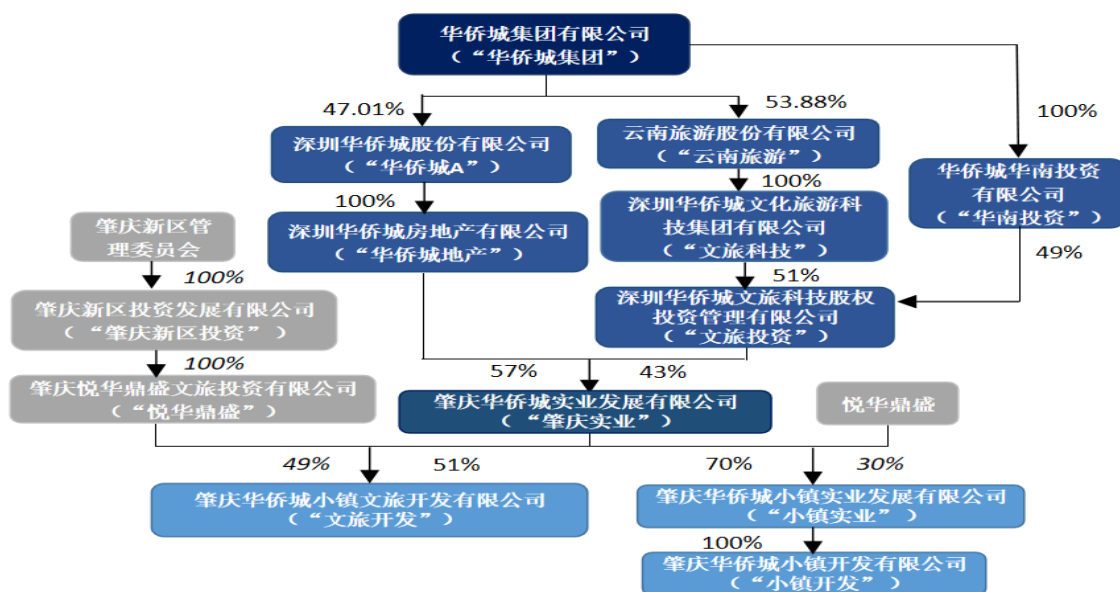 华侨城集团有限公司
（“华侨城集团”）
47.01%
53.88%
100%
深圳华侨城股份有限公司
（“华侨城A”）
云南旅游股份有限公司
（“云南旅游”）
华侨城华南投资
有限公司
（“华南投资”）
100%
100%
肇庆新区管
理委员会
深圳华侨城房地产有限公司
（“华侨城地产”）
深圳华侨城文化旅游科
技集团有限公司
（“文旅科技”）
49%
100%
51%
肇庆新区投资发展有限公司
（“肇庆新区投资”）
深圳华侨城文旅科技股权
投资管理有限公司
（“文旅投资”）
100%
57%
43%
肇庆悦华鼎盛文旅投资有限公司
（“悦华鼎盛”）
肇庆华侨城实业发展有限公司
（“肇庆实业”）
悦华鼎盛
49%
51%
70%
30%
肇庆华侨城小镇文旅开发有限公司
（“文旅开发”）
肇庆华侨城小镇实业发展有限公司
（“小镇实业”）
100%
肇庆华侨城小镇开发有限公司
（“小镇开发”）